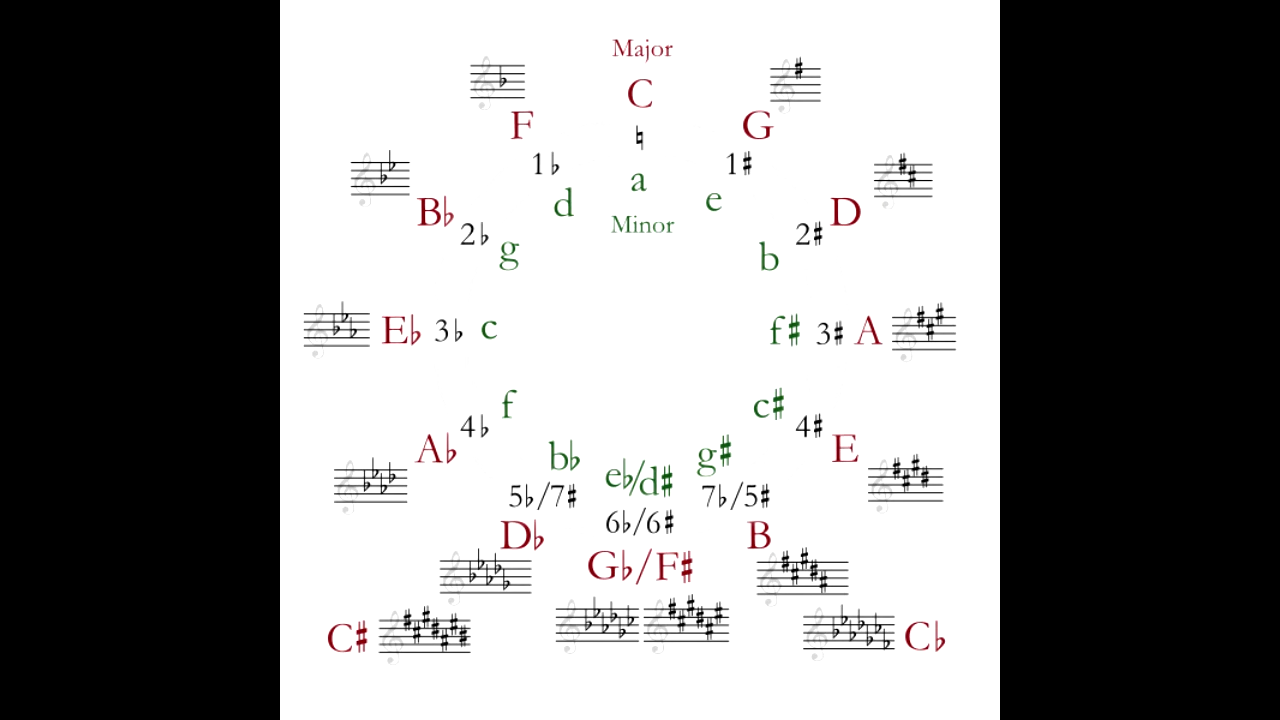 Major
C
F G
♮
1♭ 1♯
a
d e
B♭ D
Minor
2♭ 2♯
g b
E♭ 3♭ c f♯ 3♯ A
f c♯
4♭ 4♯
A♭ E
b♭ g♯
e♭/d♯
5♭/7♯ 7♭/5♯
6♭/6♯
D♭ B
G♭/F♯
C♯ C♭